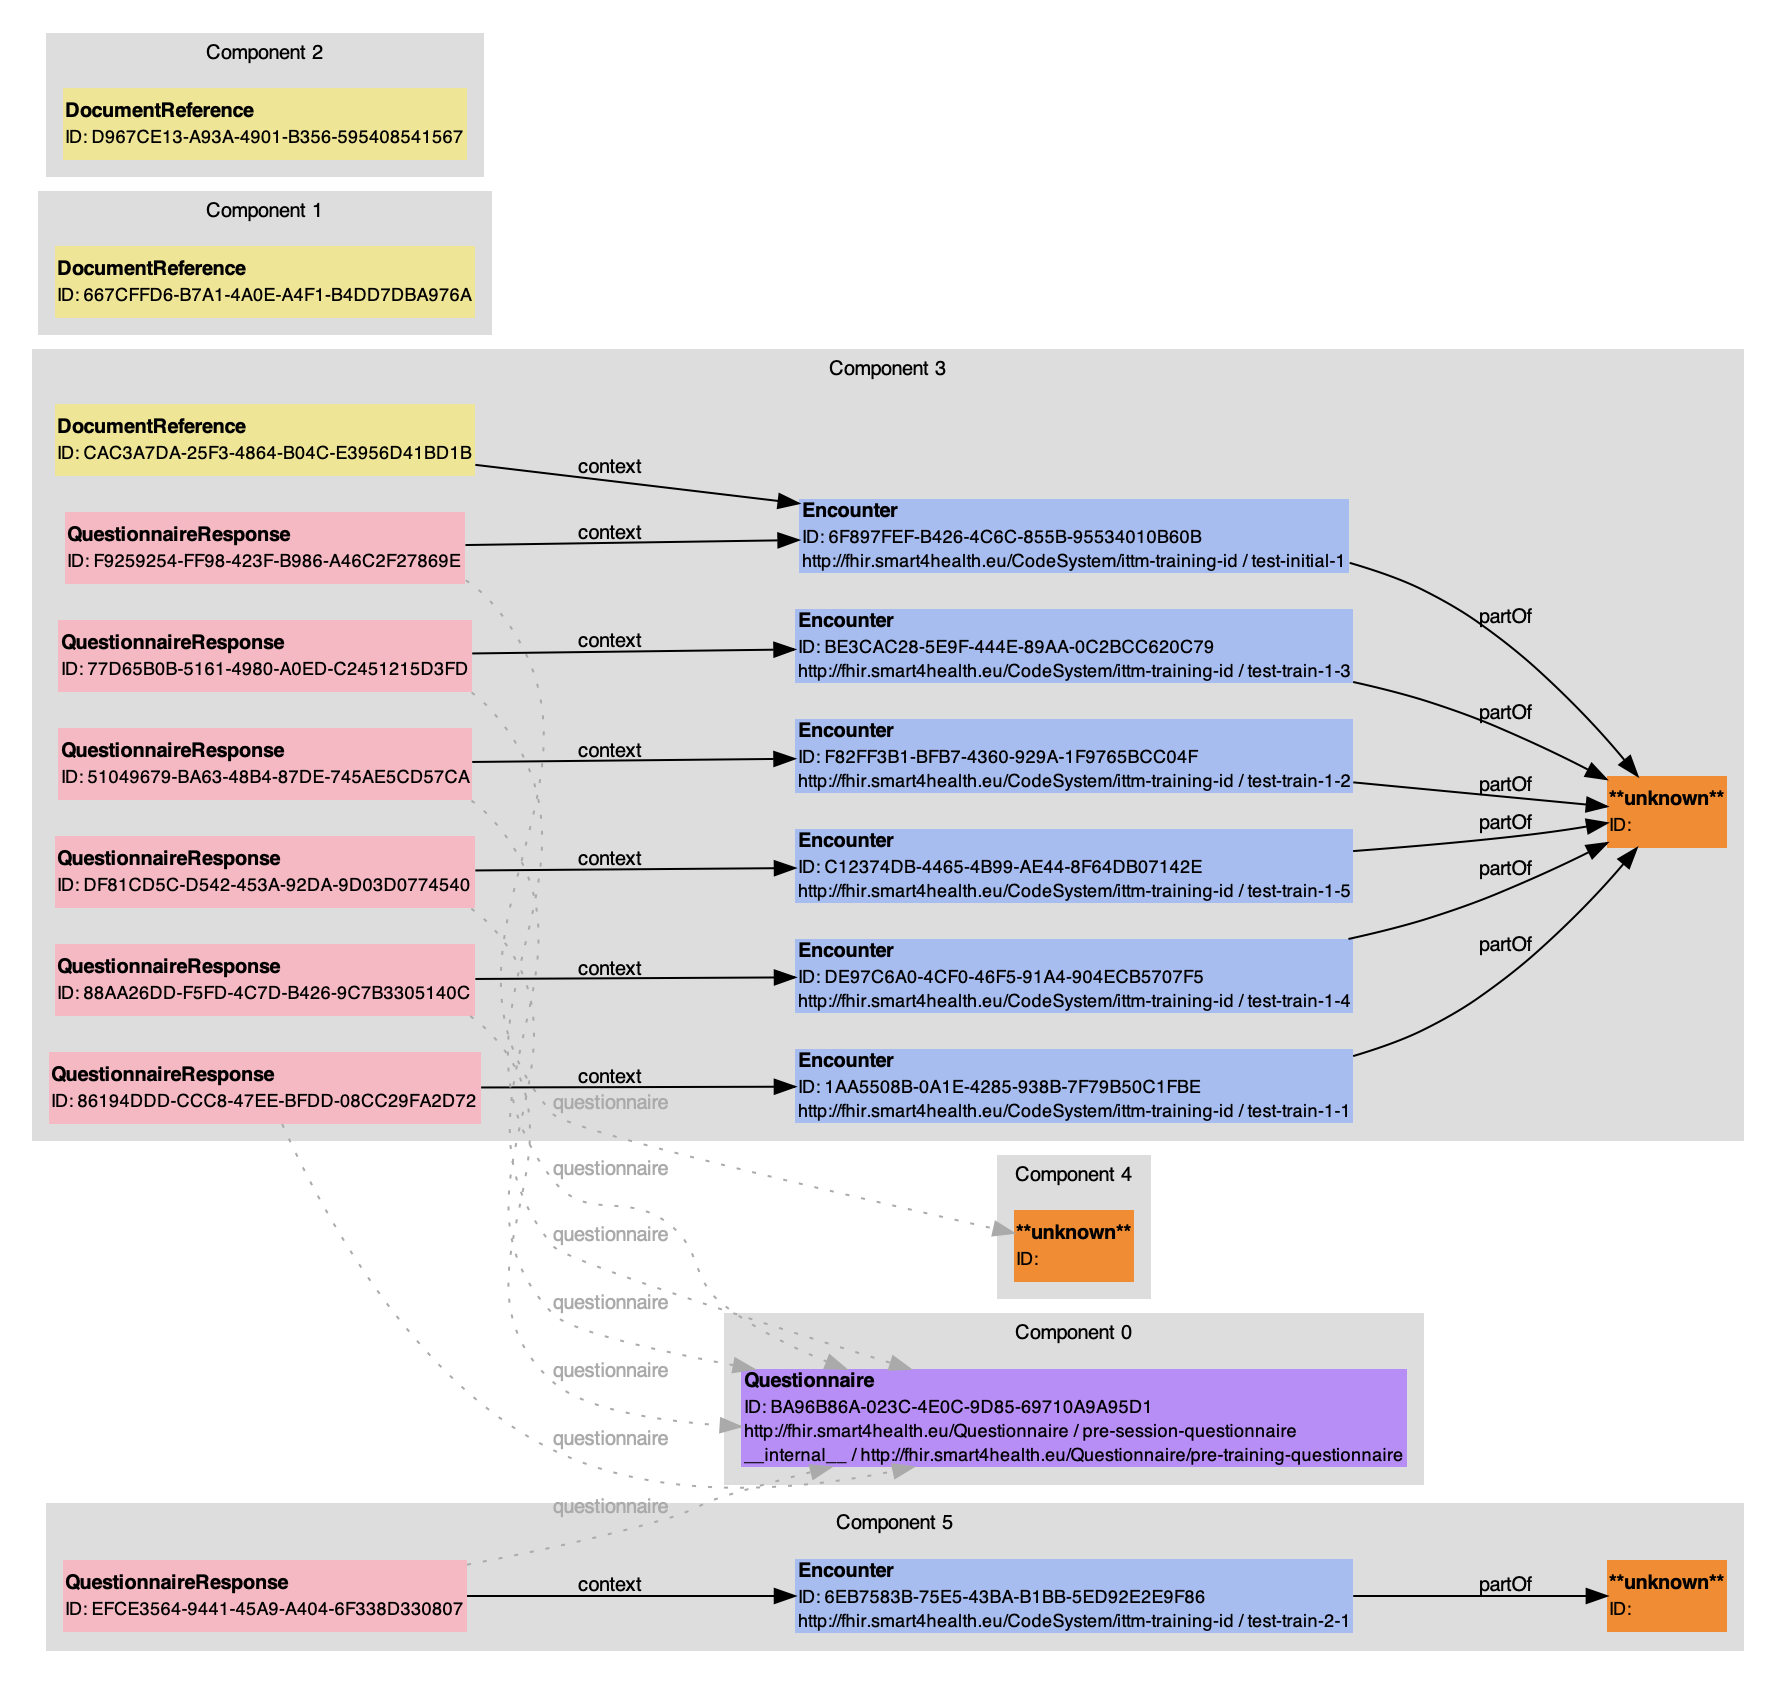 Component 2
DocumentReference
ID: D967CE13-A93A-4901-B356-595408541567
Component 1
DocumentReference
ID: 667CFFD6-B7A1-4A0E-A4F1-B4DD7DBA976A
Component 3
DocumentReference
ID: CAC3A7DA-25F3-4864-B04C-E3956D41BD1B
context
QuestionnaireResponse
ID: F9259254-FF98-423F-B986-A46C2F27869E
context
Encounter
ID: 6F897FEF-B426-4C6C-855B-95534010B60B
http://fhir.smart4health.eu/CodeSystem/ittm-training-id / test-initial-1
partOf
QuestionnaireResponse
ID: 77D65B0B-5161-4980-A0ED-C2451215D3FD
context
Encounter
ID: BE3CAC28-5E9F-444E-89AA-0C2BCC620C79
http://fhir.smart4health.eu/CodeSystem/ittm-training-id / test-train-1-3
partOf
QuestionnaireResponse
ID: 51049679-BA63-48B4-87DE-745AE5CD57CA
context
Encounter
ID: F82FF3B1-BFB7-4360-929A-1F9765BCC04F
http://fhir.smart4health.eu/CodeSystem/ittm-training-id / test-train-1-2
partOf
**unknown**
ID:
QuestionnaireResponse
ID: DF81CD5C-D542-453A-92DA-9D03D0774540
context
Encounter
ID: C12374DB-4465-4B99-AE44-8F64DB07142E
http://fhir.smart4health.eu/CodeSystem/ittm-training-id / test-train-1-5
partOf
QuestionnaireResponse
ID: 88AA26DD-F5FD-4C7D-B426-9C7B3305140C
context
Encounter
ID: DE97C6A0-4CF0-46F5-91A4-904ECB5707F5
http://fhir.smart4health.eu/CodeSystem/ittm-training-id / test-train-1-4
partOf
QuestionnaireResponse
ID: 86194DDD-CCC8-47EE-BFDD-08CC29FA2D72
context
Encounter
ID: 1AA5508B-0A1E-4285-938B-7F79B50C1FBE
http://fhir.smart4health.eu/CodeSystem/ittm-training-id / test-train-1-1
partOf
questionnaire
questionnaire
questionnaire
questionnaire
questionnaire
questionnaire
questionnaire
Component 4
**unknown**
ID:
Component 0
Questionnaire
ID: BA96B86A-023C-4E0C-9D85-69710A9A95D1
http://fhir.smart4health.eu/Questionnaire / pre-session-questionnaire
__internal__ / http://fhir.smart4health.eu/Questionnaire/pre-training-questionnaire
Component 5
QuestionnaireResponse
ID: EFCE3564-9441-45A9-A404-6F338D330807
context
Encounter
ID: 6EB7583B-75E5-43BA-B1BB-5ED92E2E9F86
http://fhir.smart4health.eu/CodeSystem/ittm-training-id / test-train-2-1
partOf
**unknown**
ID: